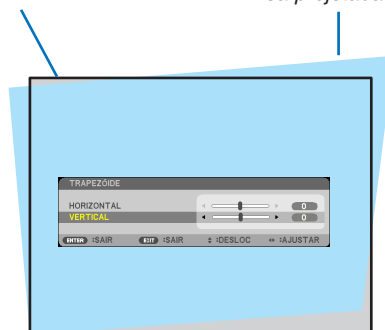 TRAPEZÓIDE
HORIZONTAL 0
VERTICAL 0
ENTER :SAIR EXIT :SAIR :DESLOC :AJUSTAR